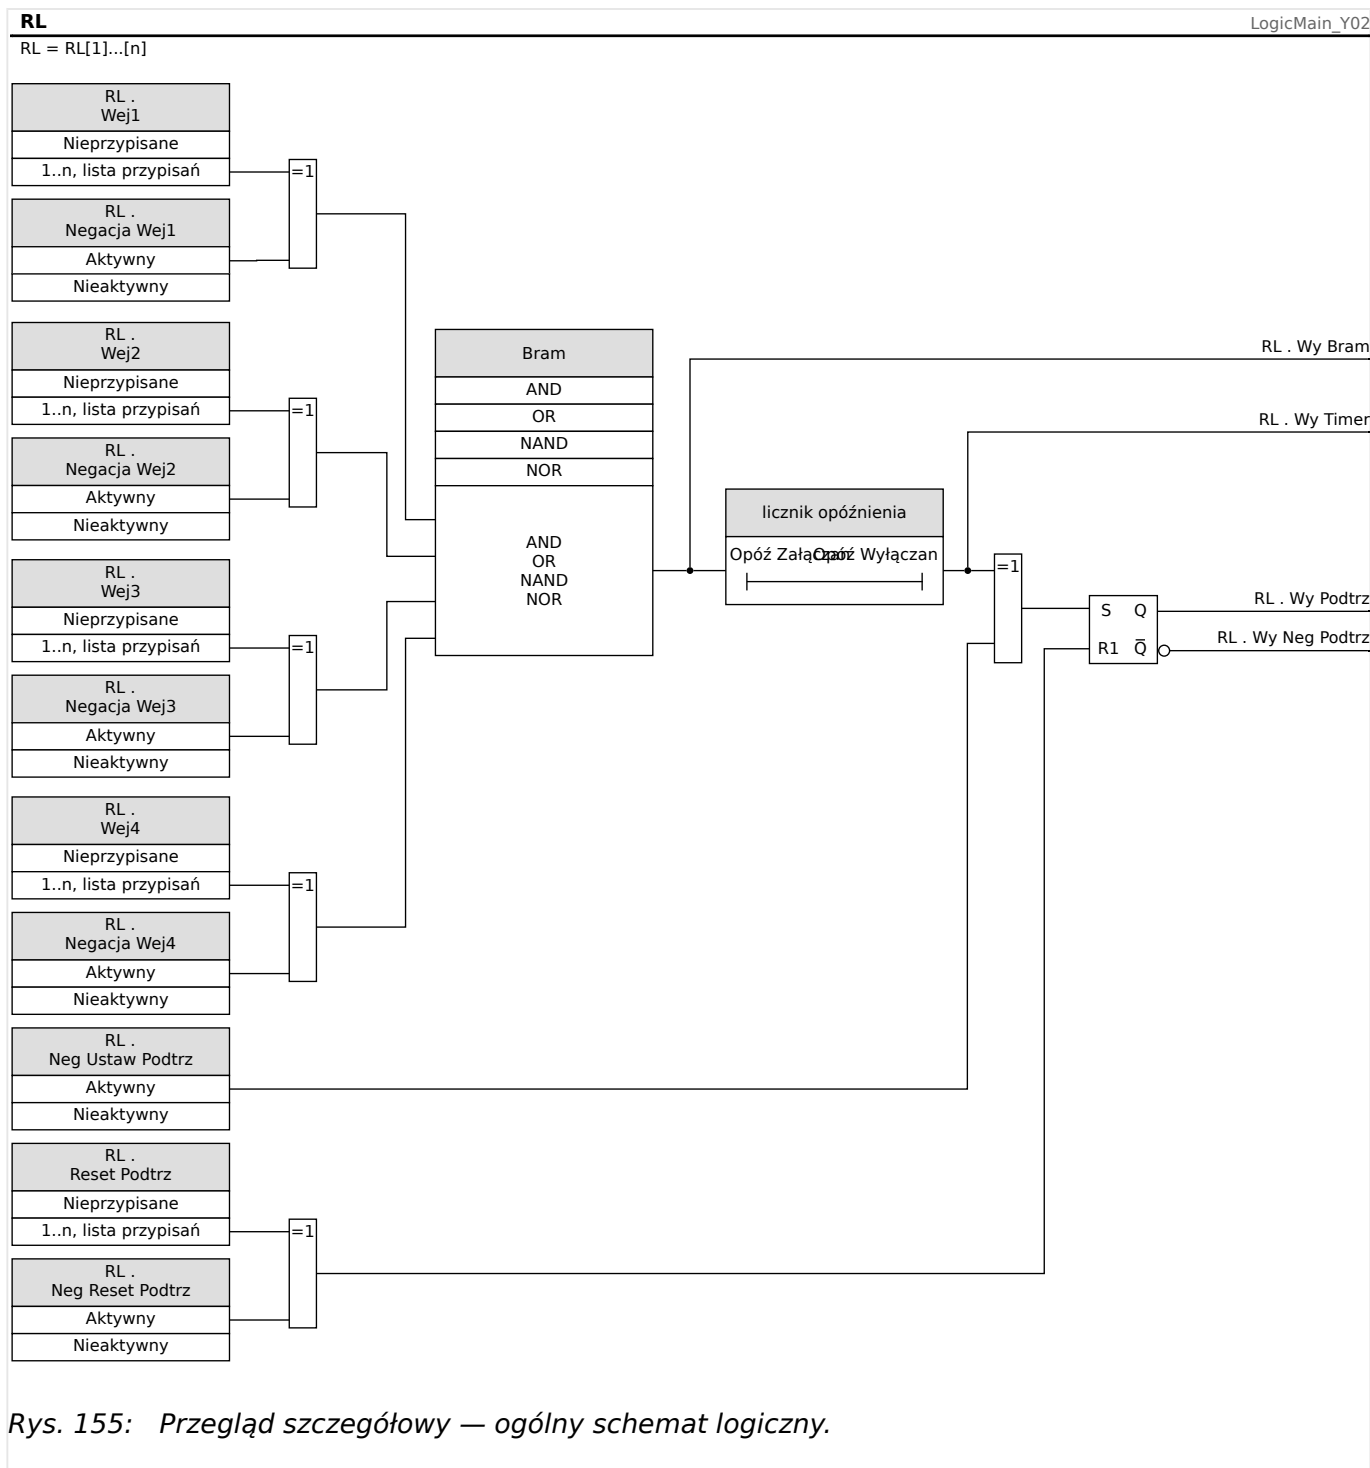 RL
LogicMain_Y02
RL = RL[1]...[n]
RL .
Wej1
Nieprzypisane
1..n, lista przypisań
=1
RL .
Negacja Wej1
Aktywny
Nieaktywny
RL .
Wej2
Nieprzypisane
1..n, lista przypisań
=1
RL .
Negacja Wej2
Aktywny
Nieaktywny
RL .
Wej3
Nieprzypisane
1..n, lista przypisań
=1
RL .
Negacja Wej3
Aktywny
Nieaktywny
RL .
Wej4
Nieprzypisane
1..n, lista przypisań
=1
RL .
Negacja Wej4
Aktywny
Nieaktywny
RL .
Neg Ustaw Podtrz
Aktywny
Nieaktywny
RL .
Reset Podtrz
Nieprzypisane
1..n, lista przypisań
=1
RL .
Neg Reset Podtrz
Aktywny
Nieaktywny
Bram
AND
OR
NAND
NOR
AND
OR
NAND
NOR
licznik opóźnienia
Opóź Załączan
Opóź Wyłączan
=1
S Q
R1 Q̅
RL . Wy Bram
RL . Wy Timer
RL . Wy Podtrz
RL . Wy Neg Podtrz
Rys. 155: Przegląd szczegółowy — ogólny schemat logiczny.